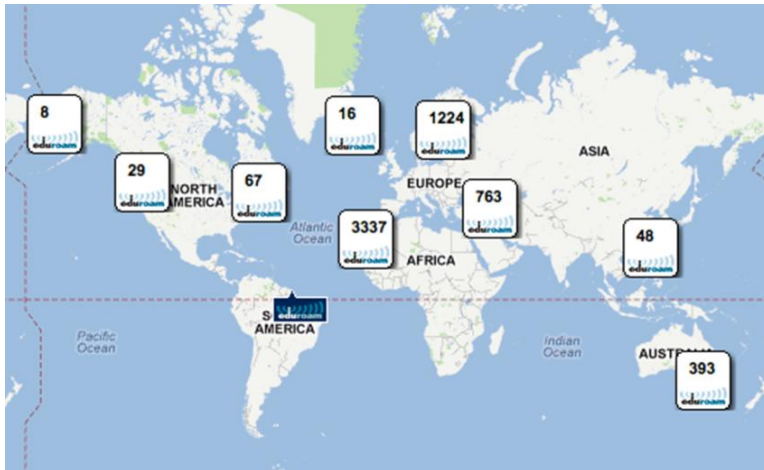 8
eduroam
16
eduroam
1224
eduroam
ASIA
29
eduroam
NORTH
AMERICA
67
eduroam
EUROPE
763
eduroam
Atlantic
Ocean
3337
eduroam
AFRICA
48
eduroam
eduroam
AMERICA
Pacific
Ocean
Indian
Ocean
393
eduroam